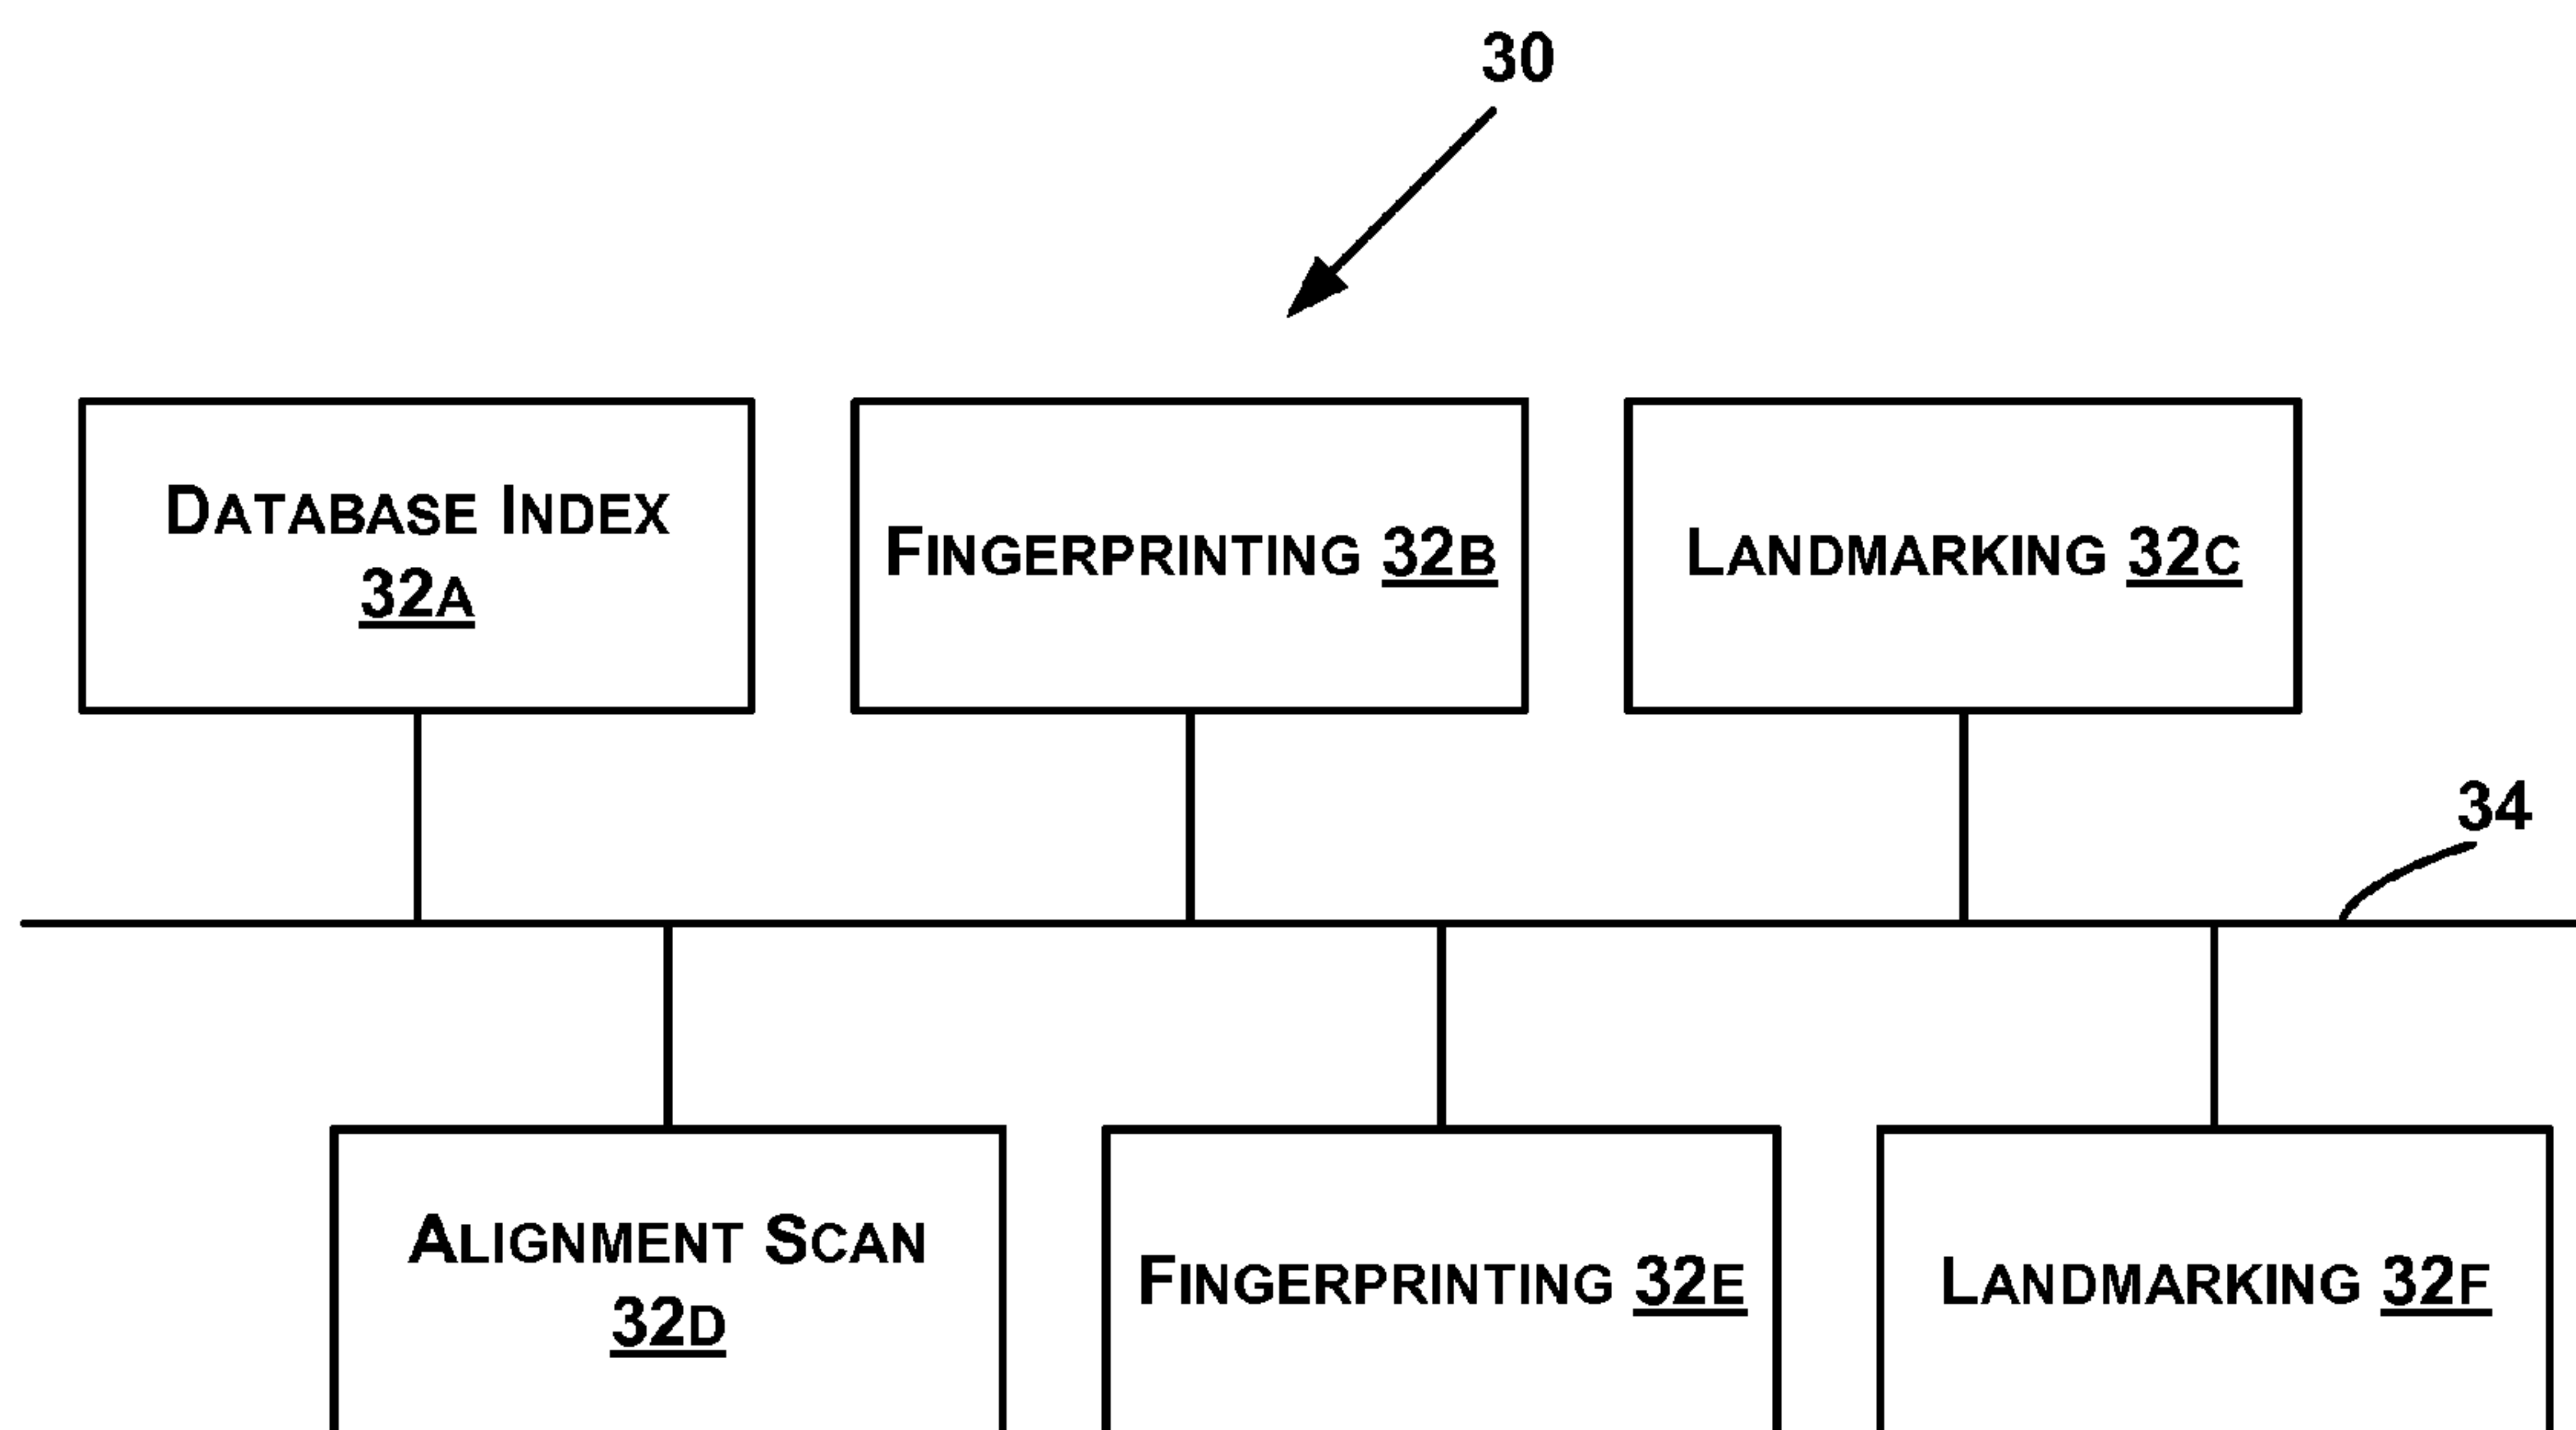 30
DATABASE INDEX
32A
FINGERPRINTING 32B
LANDMARKING 32C
34
ALIGNMENT SCAN
32D
FINGERPRINTING 32E
LANDMARKING 32F